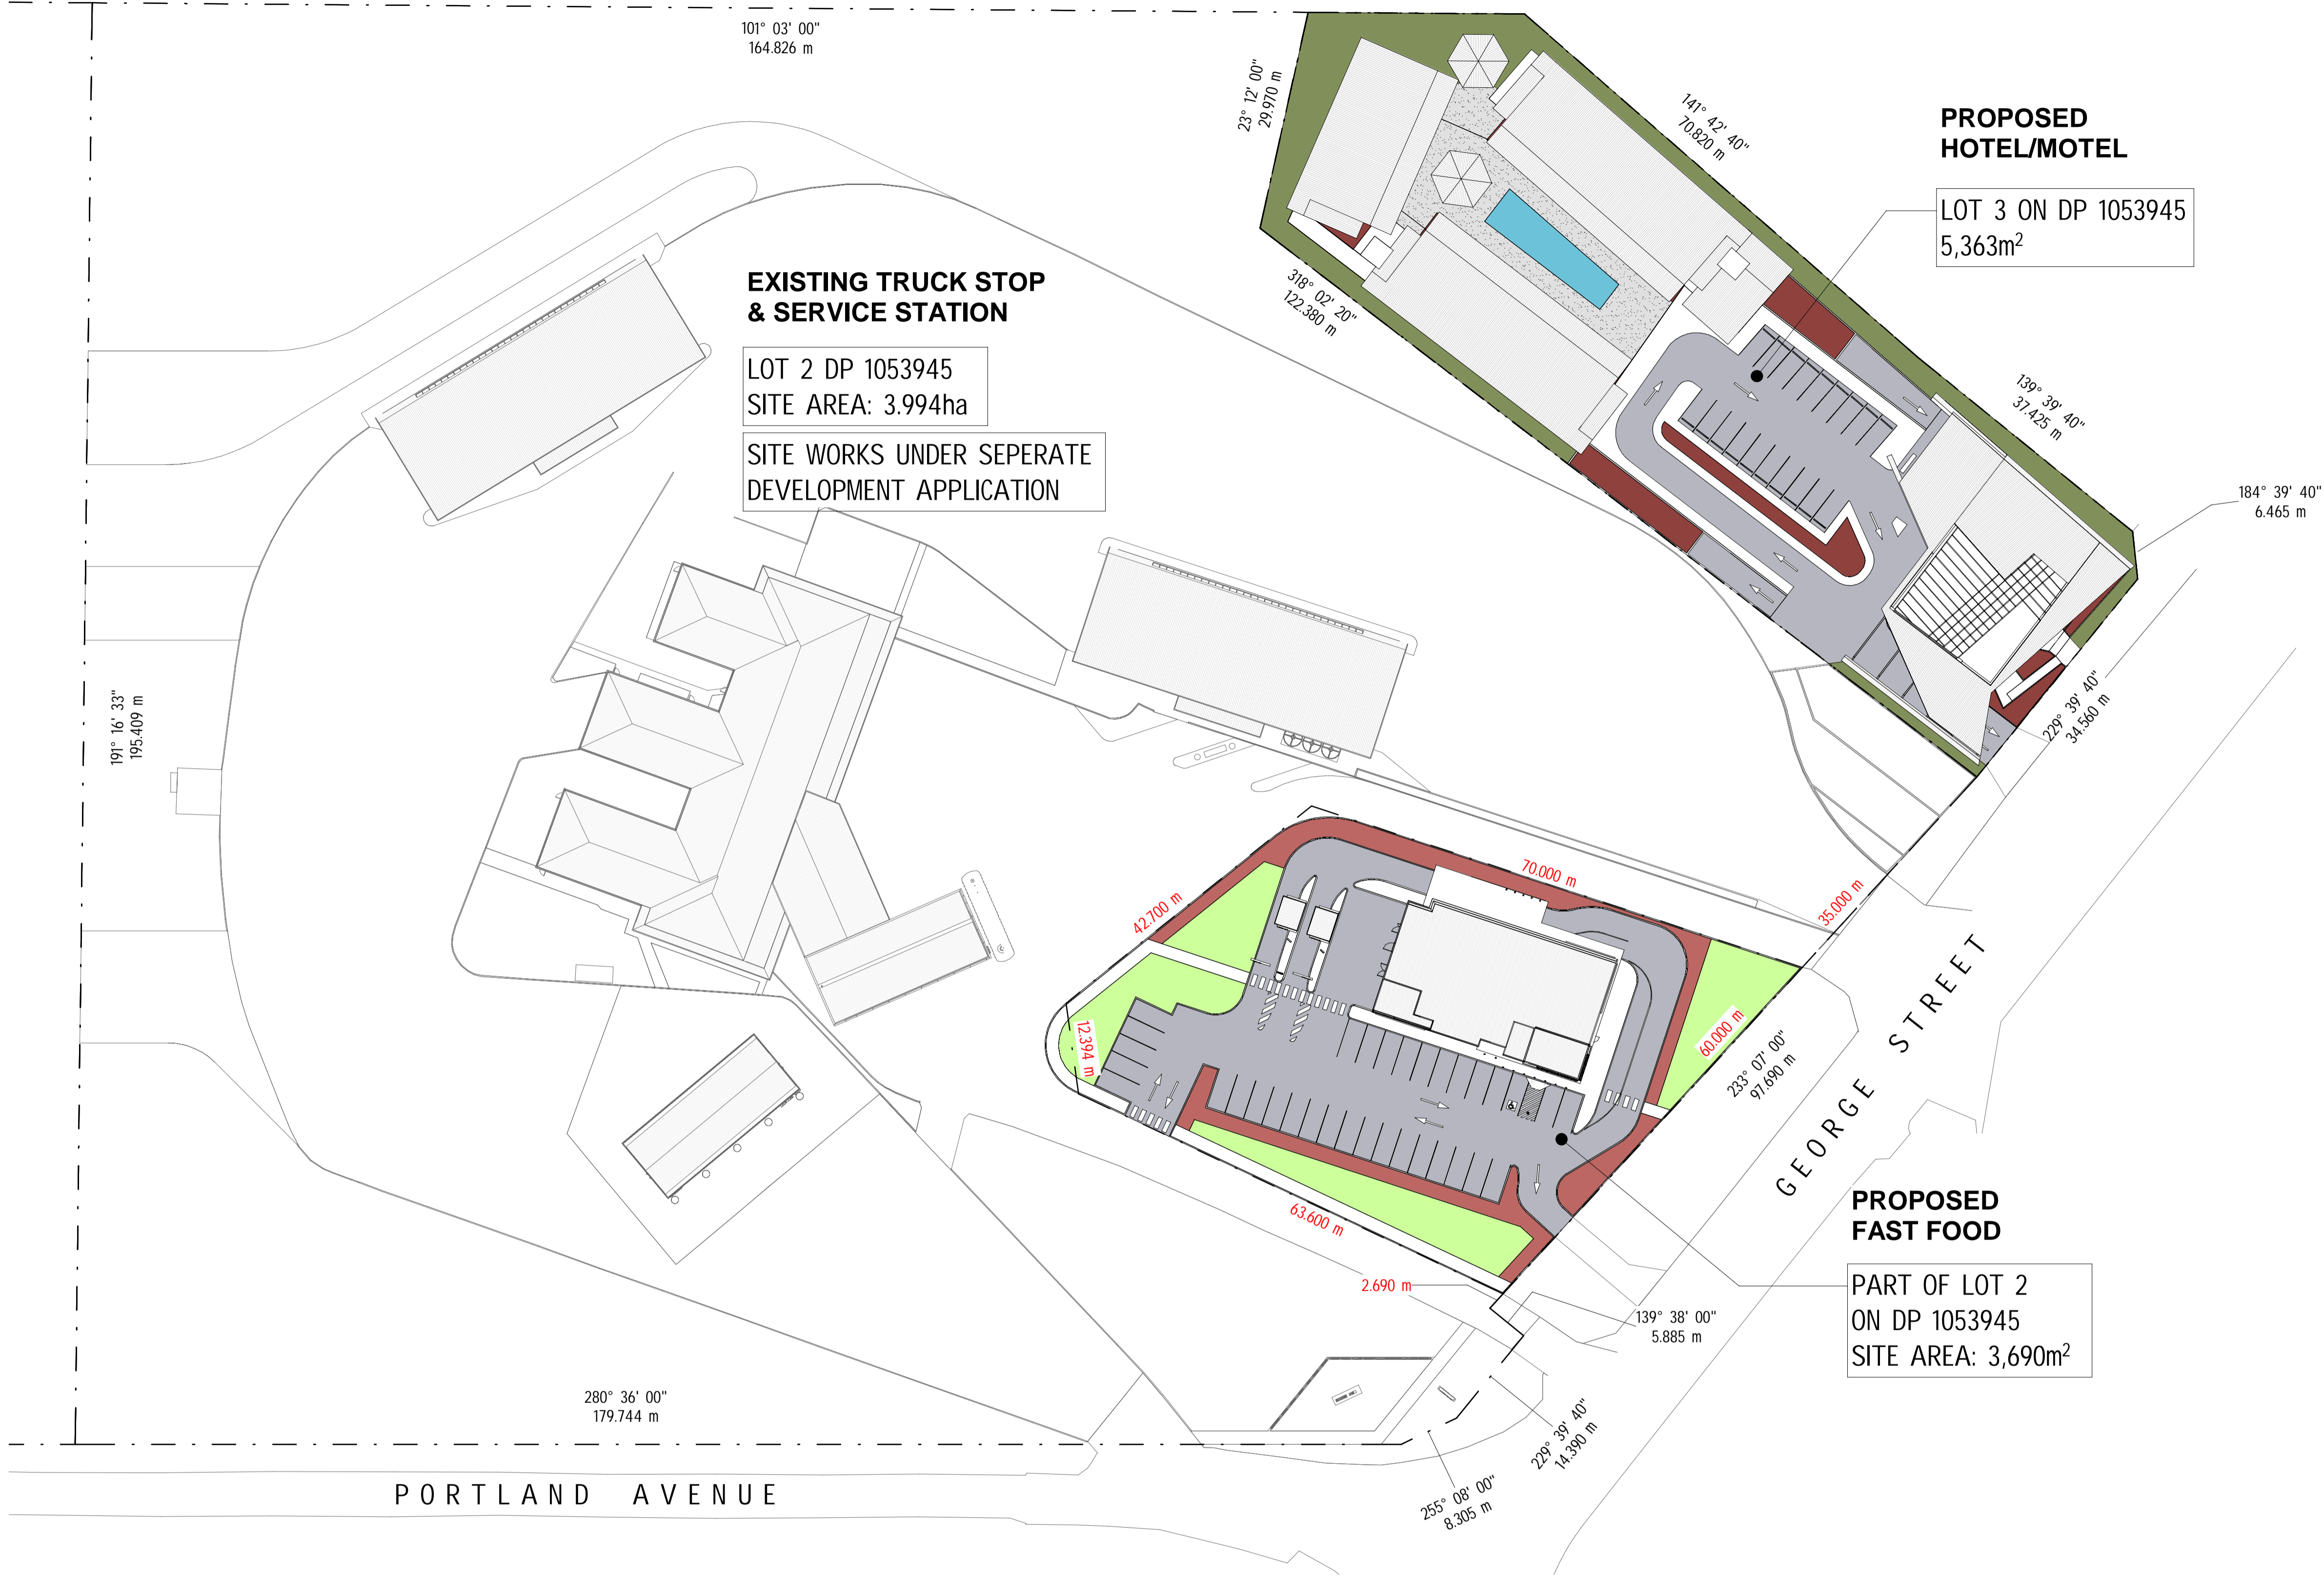 101° 03' 00"
164.826 m
23° 12' 00"
29.970 m
141° 42' 40"
70.820 m
PROPOSED
HOTEL/MOTEL
LOT 3 ON DP 1053945
5,363m²
EXISTING TRUCK STOP
& SERVICE STATION
LOT 2 DP 1053945
SITE AREA: 3.994ha
SITE WORKS UNDER SEPERATE
DEVELOPMENT APPLICATION
318° 02' 20"
122.380 m
139° 39' 40"
37.425 m
184° 39' 40"
6.465 m
229° 39' 40"
34.560 m
191° 16' 33"
195.409 m
70.000 m
42.700 m
35.000 m
12.394 m
60.000 m
233° 07' 00"
97.690 m
GEORGE STREET
63.600 m
2.690 m
139° 38' 00"
5.885 m
PROPOSED
FAST FOOD
PART OF LOT 2
ON DP 1053945
SITE AREA: 3,690m²
280° 36' 00"
179.744 m
229° 39' 40"
14.390 m
255° 08' 00"
8.305 m
PORTLAND AVENUE